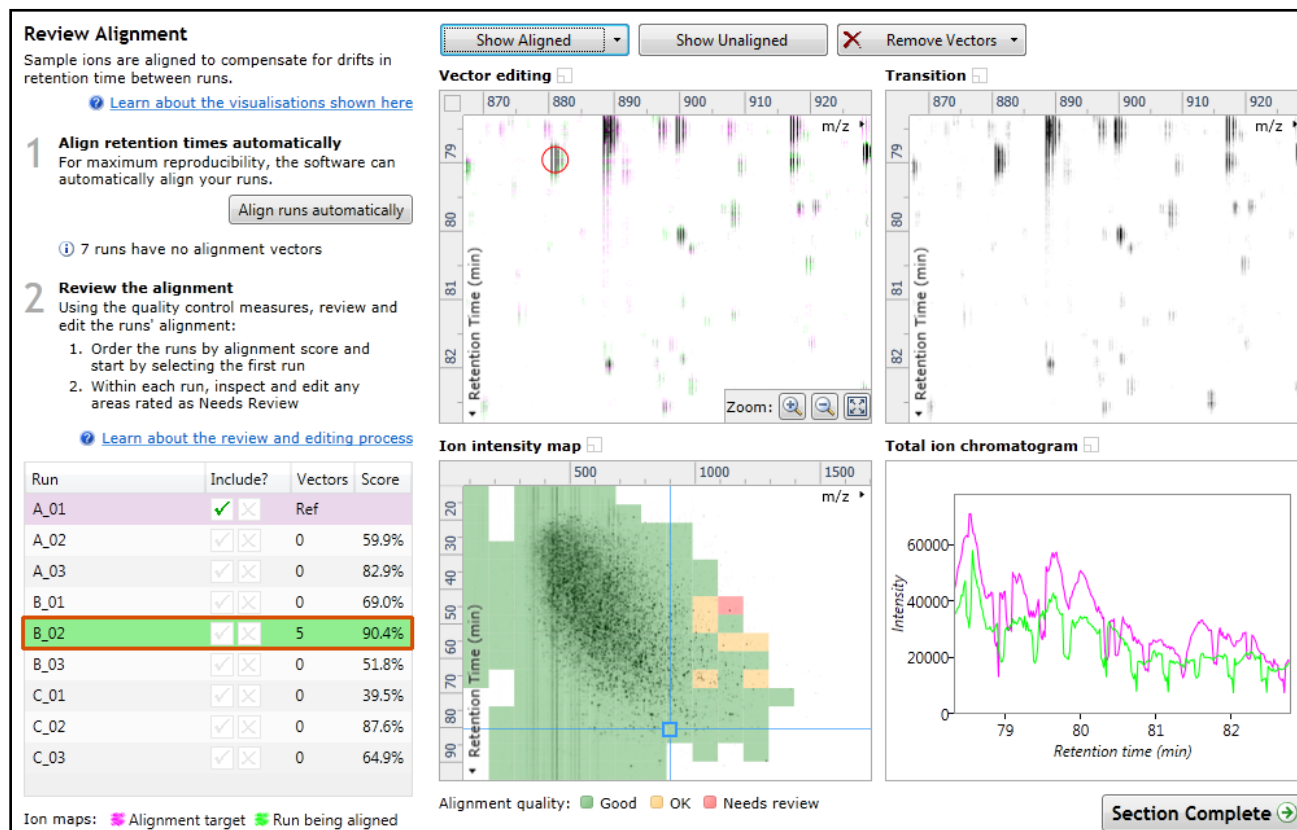 Review Alignment
Sample ions are aligned to compensate for drifts in
retention time between runs.
Learn about the visualisations shown here
1
Align retention times automatically
For maximum reproducibility, the software can
automatically align your runs.
Align runs automatically
7 runs have no alignment vectors
2
Review the alignment
Using the quality control measures, review and
edit the runs' alignment:
1. Order the runs by alignment score and
start by selecting the first run
2. Within each run, inspect and edit any
areas rated as Needs Review
Learn about the review and editing process
Run Include? Vectors Score
A_01 Ref
A_02 0 59.9%
A_03 0 82.9%
B_01 0 69.0%
B_02 5 90.4%
B_03 0 51.8%
C_01 0 39.5%
C_02 0 87.6%
C_03 0 64.9%
Ion maps: Alignment target Run being aligned
Show Aligned Show Unaligned Remove Vectors
Vector editing
870 880 890 900 910 920
m/z
79
80
81
82
Retention Time (min)
Zoom:
Transition
870 880 890 900 910 920
m/z
79
80
81
82
Retention Time (min)
Ion intensity map
500 1000 1500
m/z
20
30
40
50
60
70
80
90
Retention Time (min)
Alignment quality: Good OK Needs review
Total ion chromatogram
60000
40000
20000
0
Intensity
79 80 81 82
Retention time (min)
Section Complete